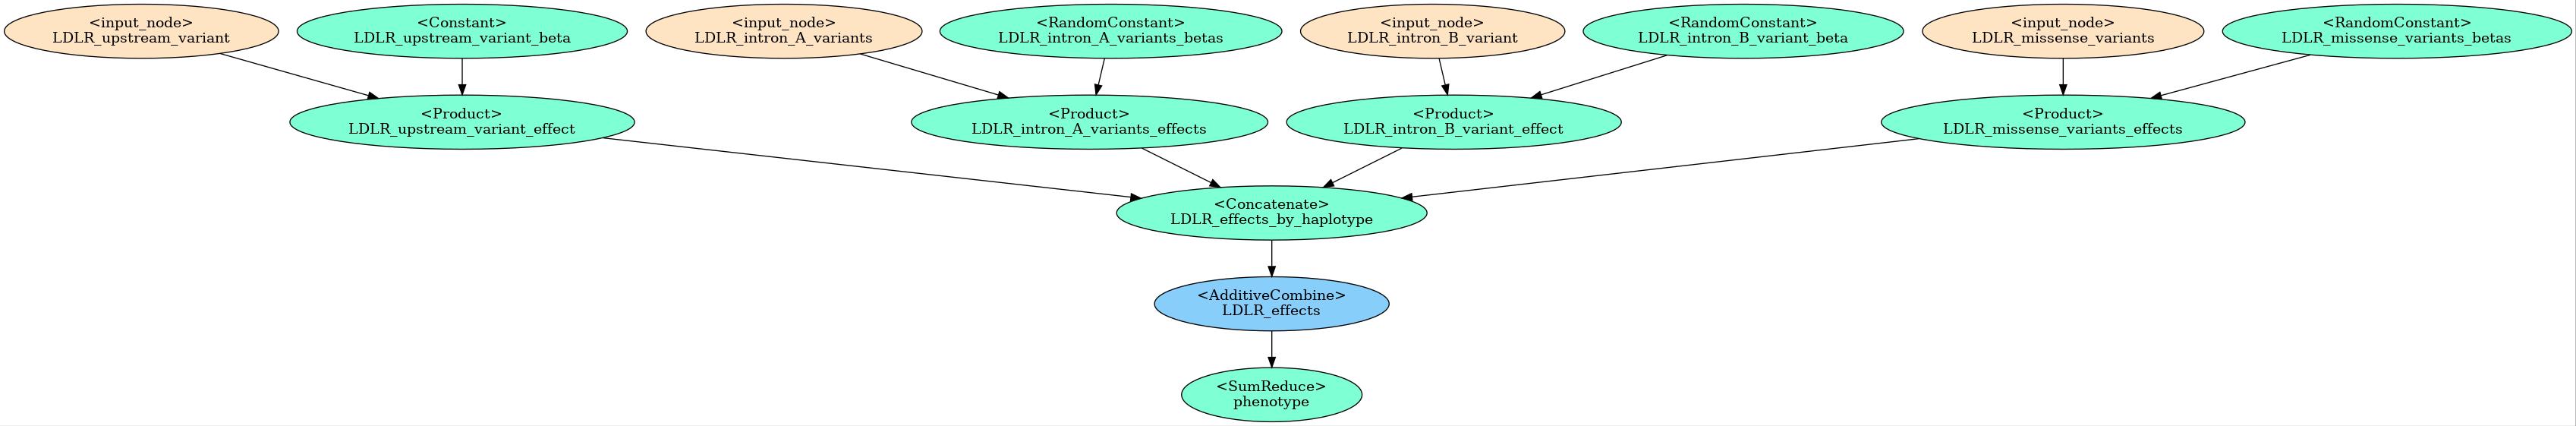 <input_node>
LDLR_upstream_variant
<Constant>
LDLR_upstream_variant_beta
<input_node>
LDLR_intron_A_variants
<RandomConstant>
LDLR_intron_A_variants_betas
<input_node>
LDLR_intron_B_variant
<RandomConstant>
LDLR_intron_B_variant_beta
<input_node>
LDLR_missense_variants
<RandomConstant>
LDLR_missense_variants_betas
<Product>
LDLR_upstream_variant_effect
<Product>
LDLR_intron_A_variants_effects
<Product>
LDLR_intron_B_variant_effect
<Product>
LDLR_missense_variants_effects
<Concatenate>
LDLR_effects_by_haplotype
<AdditiveCombine>
LDLR_effects
<SumReduce>
phenotype